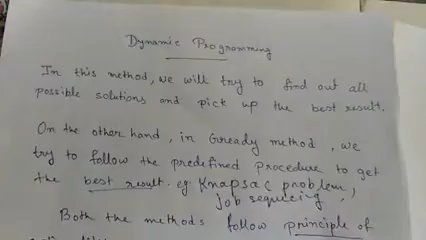 Dynamic Programming
In this method, we will try to find out all
possible solutions and pick up the best result.
On the other hand, in Gready method, we
try to follow the predefined procedure to get
the best result. eg: Knapsac problem,
job sequecing,
Both the methods follow principle of